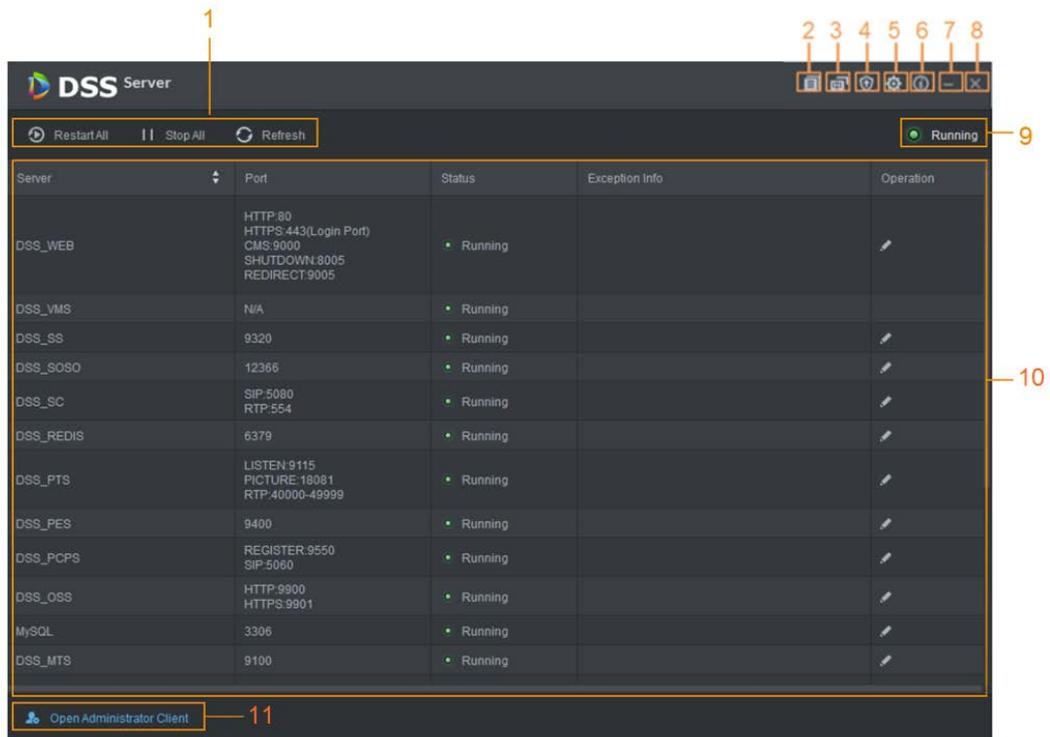 1
2 3 4 5 6 7 8
DSS Server
Restart All Stop All Refresh
Running
9
Server Port Status Exception Info Operation
DSS_WEB
HTTP:80
HTTPS:443(Login Port)
CMS:9000
SHUTDOWN:8005
REDIRECT:9005
Running
DSS_VMS N/A Running
DSS_SS 9320 Running
DSS_SOSO 12366 Running
10
DSS_SC
SIP:5080
RTP:554
Running
DSS_REDIS 6379 Running
DSS_PTS
LISTEN:9115
PICTURE:18081
RTP:40000-49999
Running
DSS_PES 9400 Running
DSS_PCPS
REGISTER:9550
SIP:5060
Running
DSS_OSS
HTTP:9900
HTTPS:9901
Running
MySQL 3306 Running
DSS_MTS 9100 Running
Open Administrator Client
11